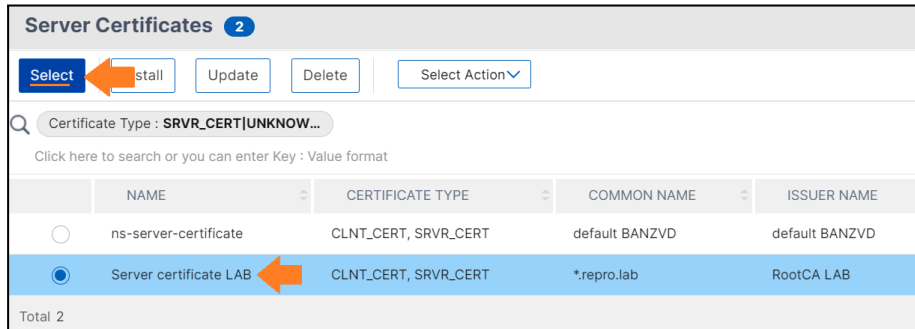 Server Certificates 2
Select stall Update Delete Select Action
Certificate Type : SRVR_CERT|UNKNOW...
Click here to search or you can enter Key : Value format
NAME CERTIFICATE TYPE COMMON NAME ISSUER NAME
ns-server-certificate CLNT_CERT, SRVR_CERT default BANZVD default BANZVD
Server certificate LAB CLNT_CERT, SRVR_CERT *.repro.lab RootCA LAB
Total 2